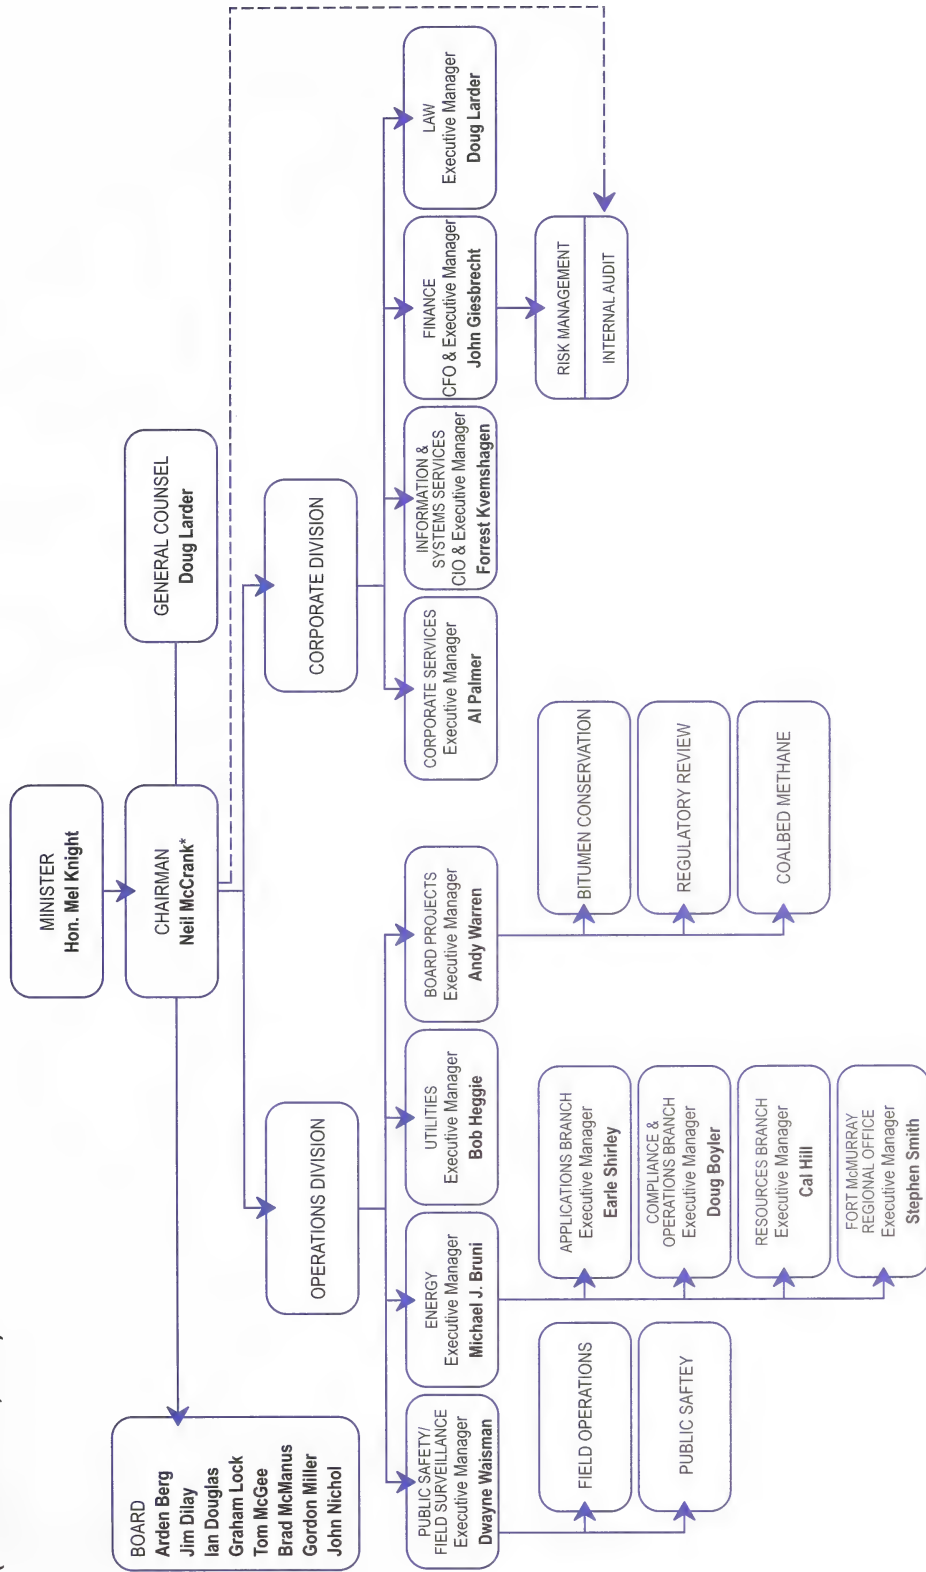 MINISTER
Hon. Mel Knight
CHAIRMAN
Neil McCrank*
GENERAL COUNSEL
Doug Larder
BOARD
Arden Berg
Jim Dilay
Ian Douglas
Graham Lock
Tom McGee
Brad McManus
Gordon Miller
John Nichol
OPERATIONS DIVISION
CORPORATE DIVISION
PUBLIC SAFETY/
FIELD SURVEILLANCE
Executive Manager
Dwayne Waisman
ENERGY
Executive Manager
Michael J. Bruni
UTILITIES
Executive Manager
Bob Heggie
BOARD PROJECTS
Executive Manager
Andy Warren
CORPORATE SERVICES
Executive Manager
Al Palmer
INFORMATION &
SYSTEMS SERVICES
CIO & Executive Manager
Forrest Kvemshagen
FINANCE
CFO & Executive Manager
John Giesbrecht
LAW
Executive Manager
Doug Larder
FIELD OPERATIONS
PUBLIC SAFTEY
APPLICATIONS BRANCH
Executive Manager
Earle Shirley
COMPLIANCE &
OPERATIONS BRANCH
Executive Manager
Doug Boyler
RESOURCES BRANCH
Executive Manager
Cal Hill
FORT McMURRAY
REGIONAL OFFICE
Executive Manager
Stephen Smith
BITUMEN CONSERVATION
REGULATORY REVIEW
COALBED METHANE
RISK MANAGEMENT
INTERNAL AUDIT